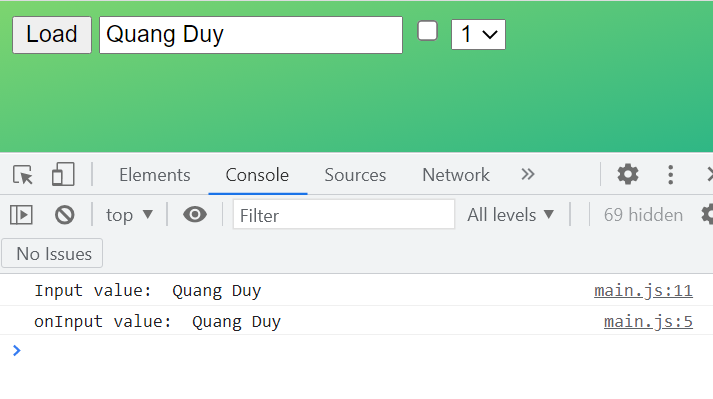 Load Quang Duy 1
Elements Console Sources Network »
top ▼ Filter All levels ▼ 69 hidden
No Issues
Input value:  Quang Duy main.js:11
onInput value:  Quang Duy main.js:5
>